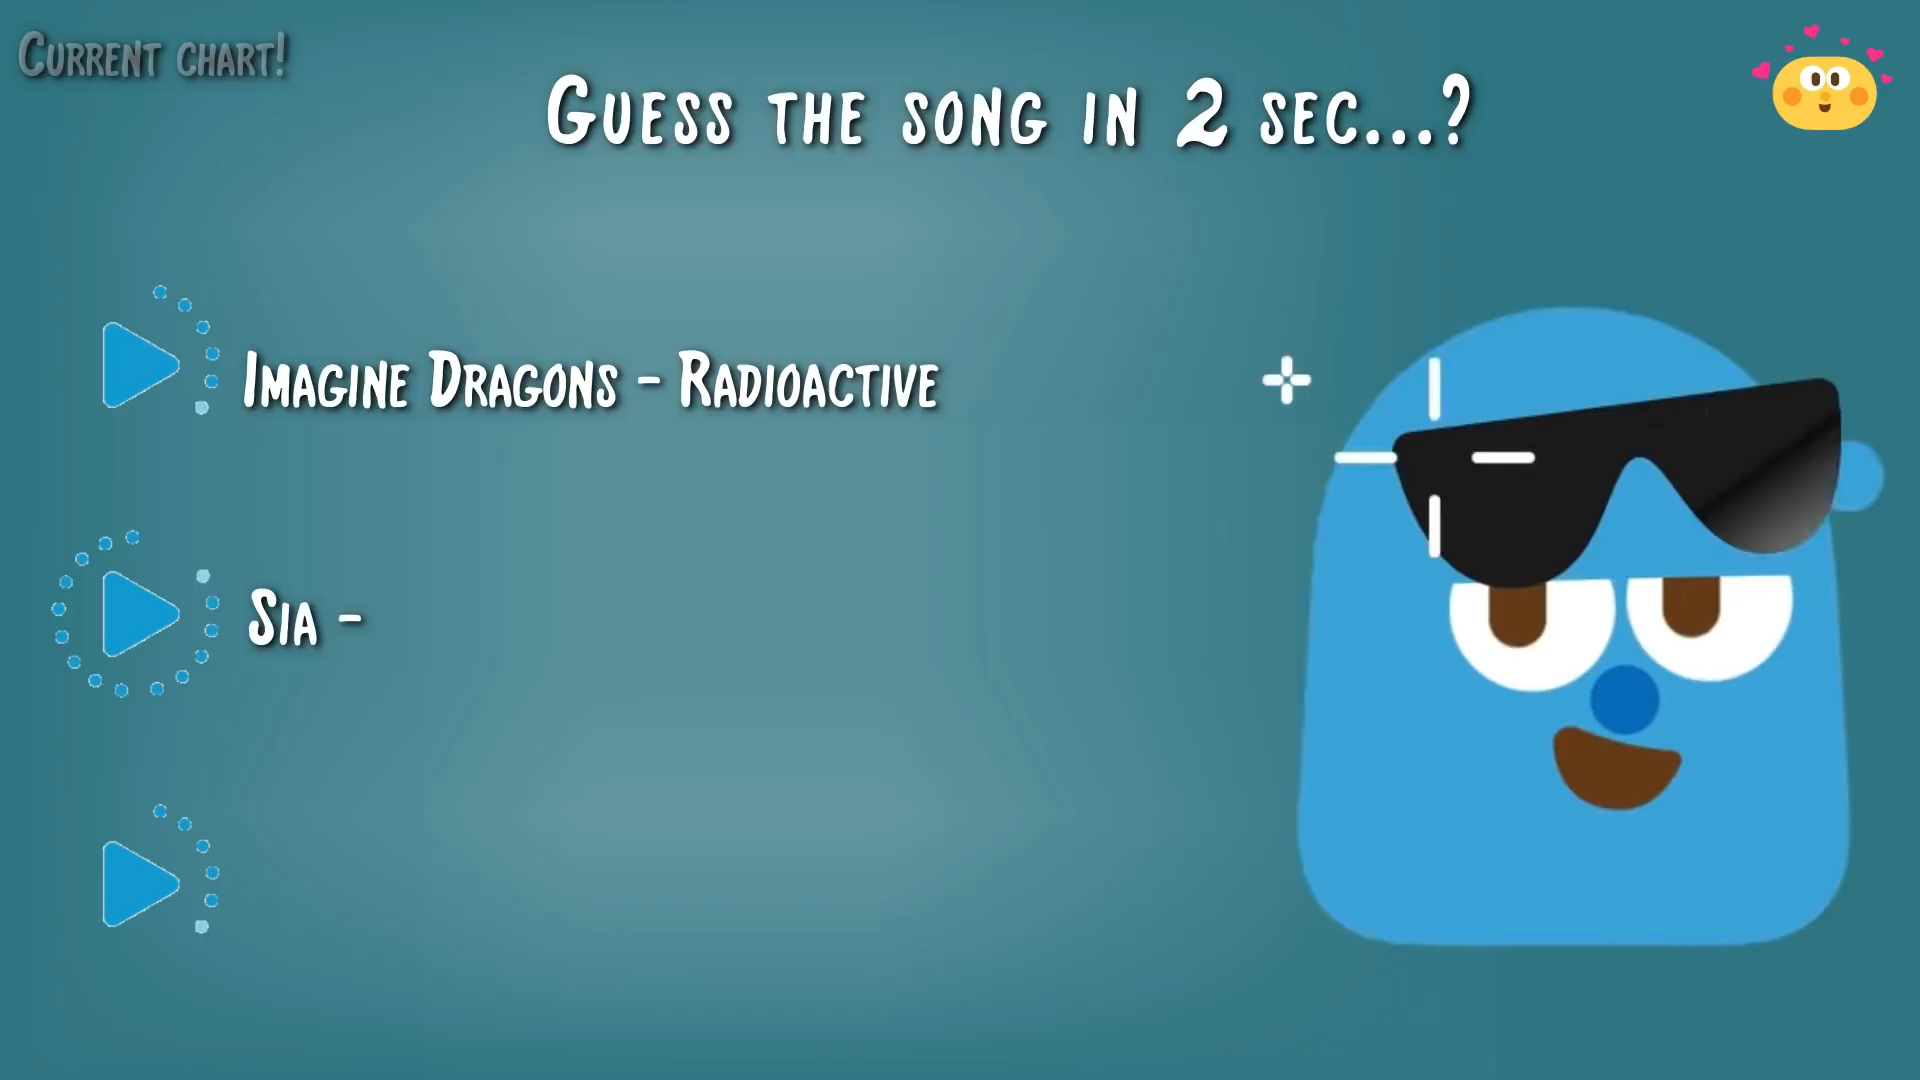 Current chart!
Guess the song in 2 sec...?
Imagine Dragons - Radioactive
Sia -